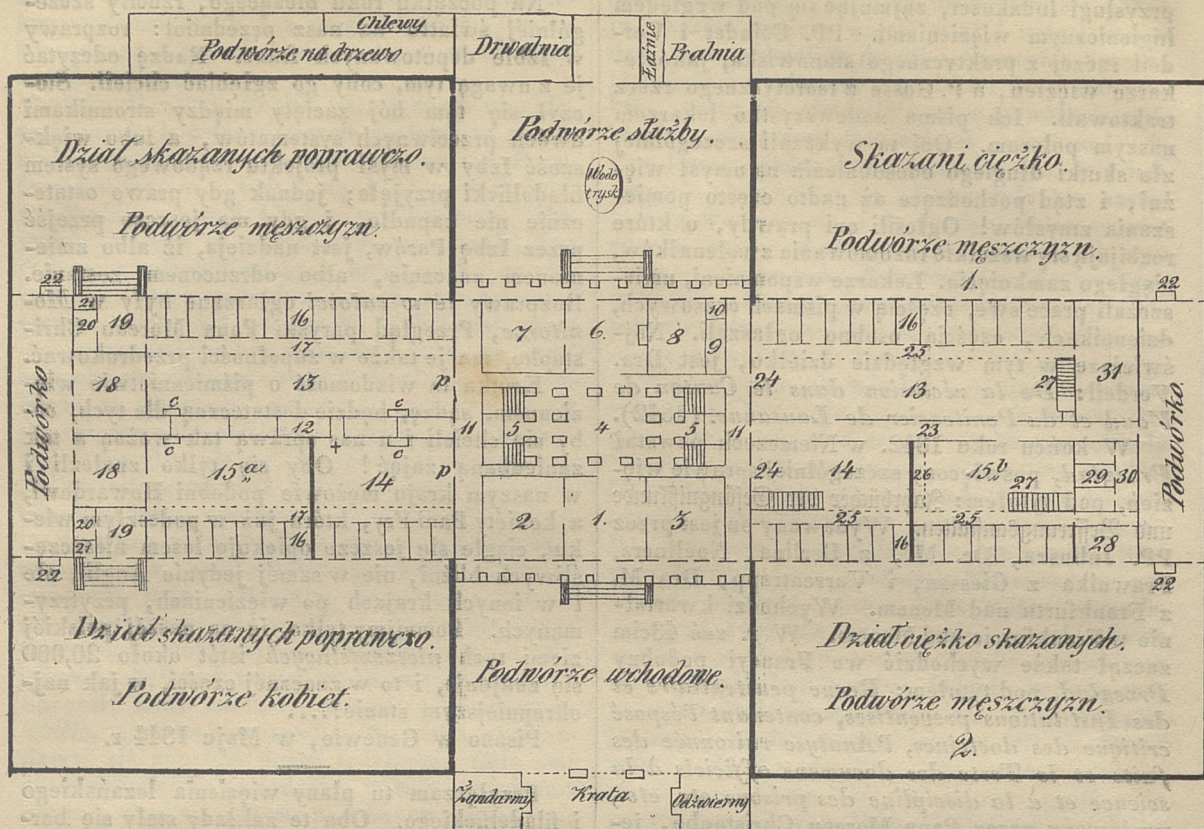 Chlewy
Podwórze na drzewo
Drwalnia
Łaźnie
Pralnia
Dział skazanych poprawczo.
Podwórze męszczyzn.
Podwórze służby.
Wodo
trysk
Skazani ciężko.
Podwórze męszczyzn.
1.
22
22
21
20 19 16
17
7 6 8 10
9
16
25
18 13 p
24 13 27 31
c c
12
c c
11 5 4 5 11
23
Podwórko
Podwórko
18 15a 14 p
24 14 26 15b 27 29 30
20 19 17
16
21
2 1. 3
25 25
16 28
22
22
Dział skazanych poprawczo.
Podwórze kobiet.
Podwórze wchodowe.
Dział ciężko skazanych.
Podwórze męszczyzn.
2.
Żandarmy
Krata
Odźwierny